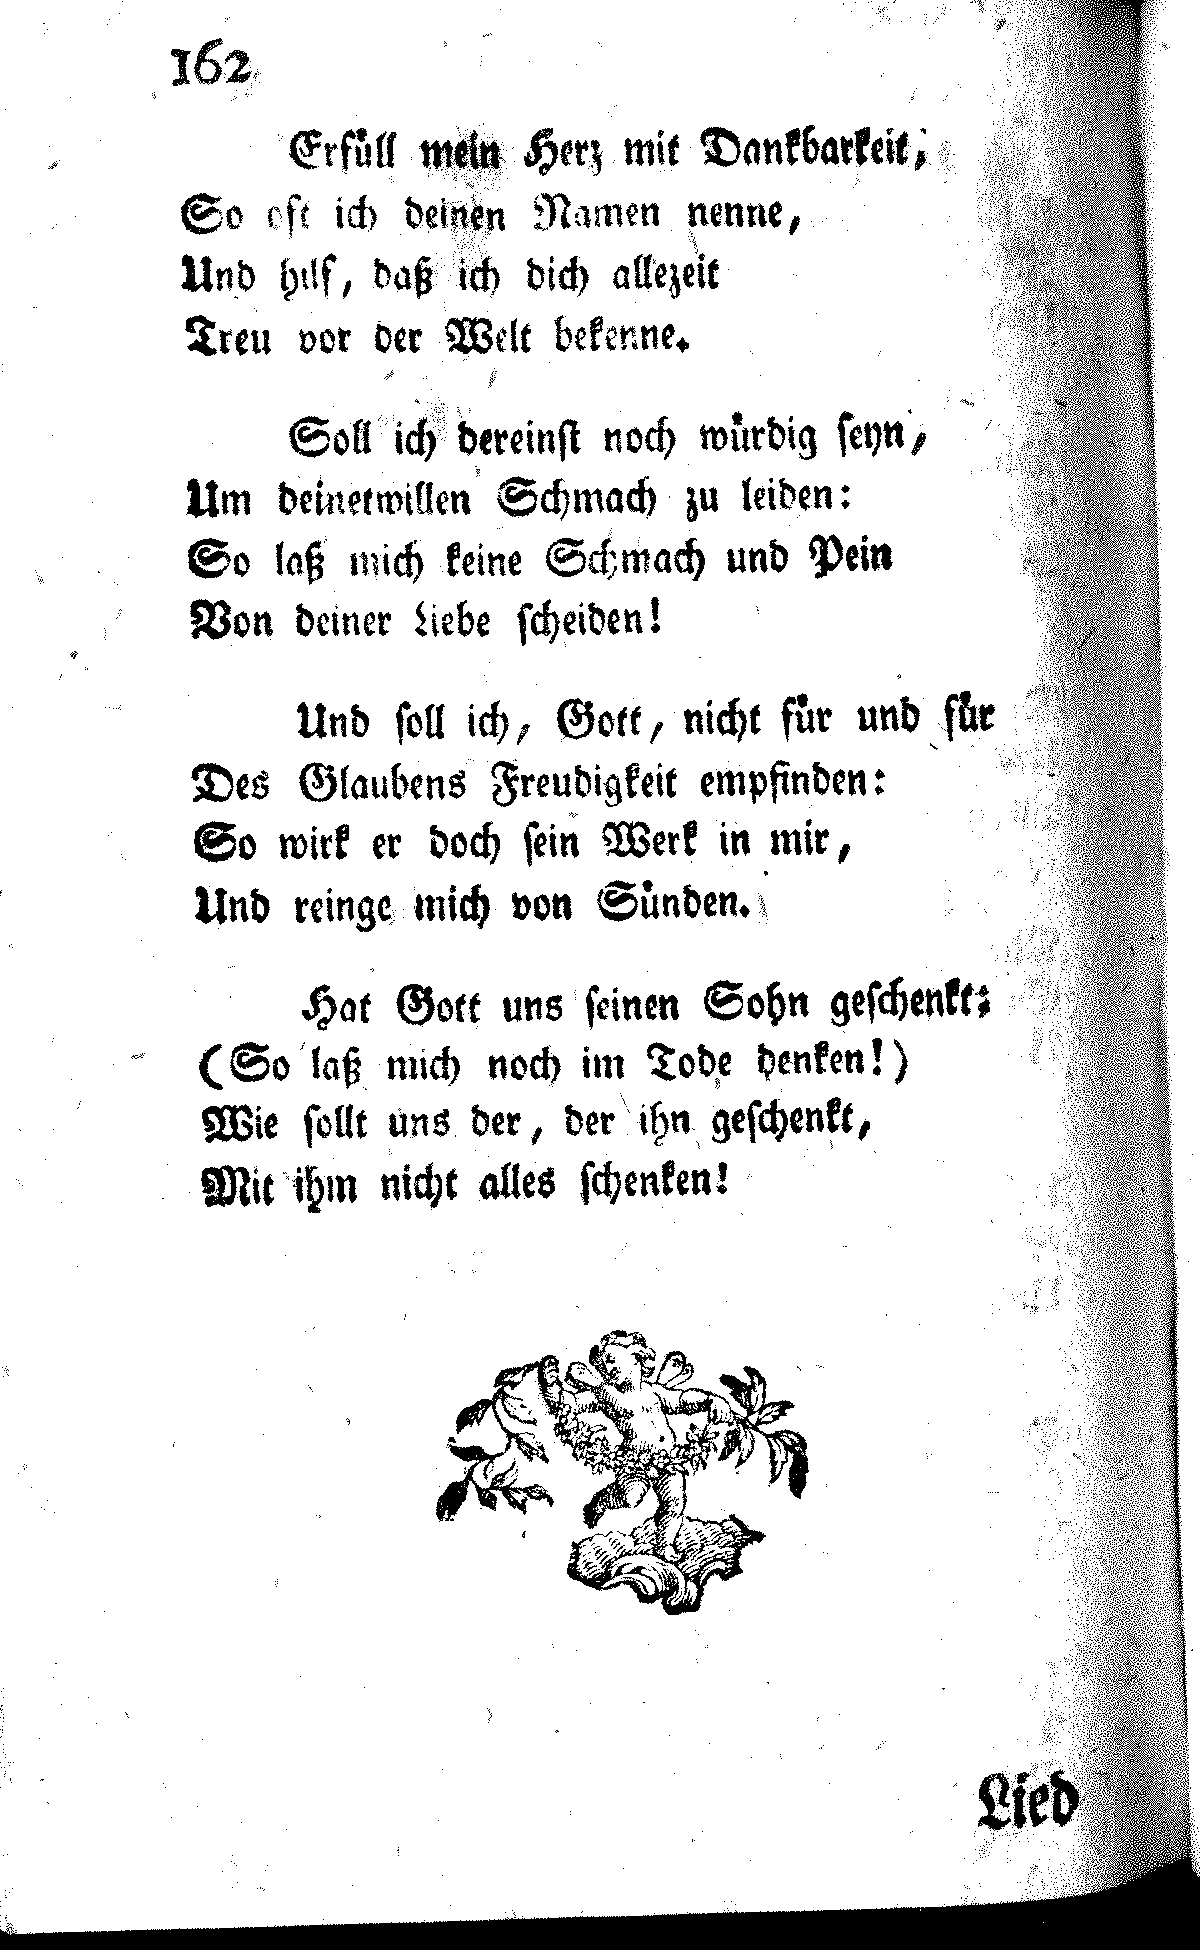 162
Erfüll mein Herz mit Dankbarkeit,
So oft ich deinen Namen nenne,
Und hilf, daß ich dich allezeit
Treu vor der Welt bekenne.
Soll ich dereinst noch würdig seyn,
Um deinetwillen Schmach zu leiden:
So laß mich keine Schmach und Pein
Von deiner Liebe scheiden!
Und soll ich, Gott, nicht für und für
Des Glaubens Freudigkeit empfinden:
So wirk er doch sein Werk in mir,
Und reinge mich von Sünden.
Hat Gott uns seinen Sohn geschenkt:
(So laß mich noch im Tode denken!)
Wie sollt uns der, der ihn geschenkt,
Mit ihm nicht alles schenken!
Lied